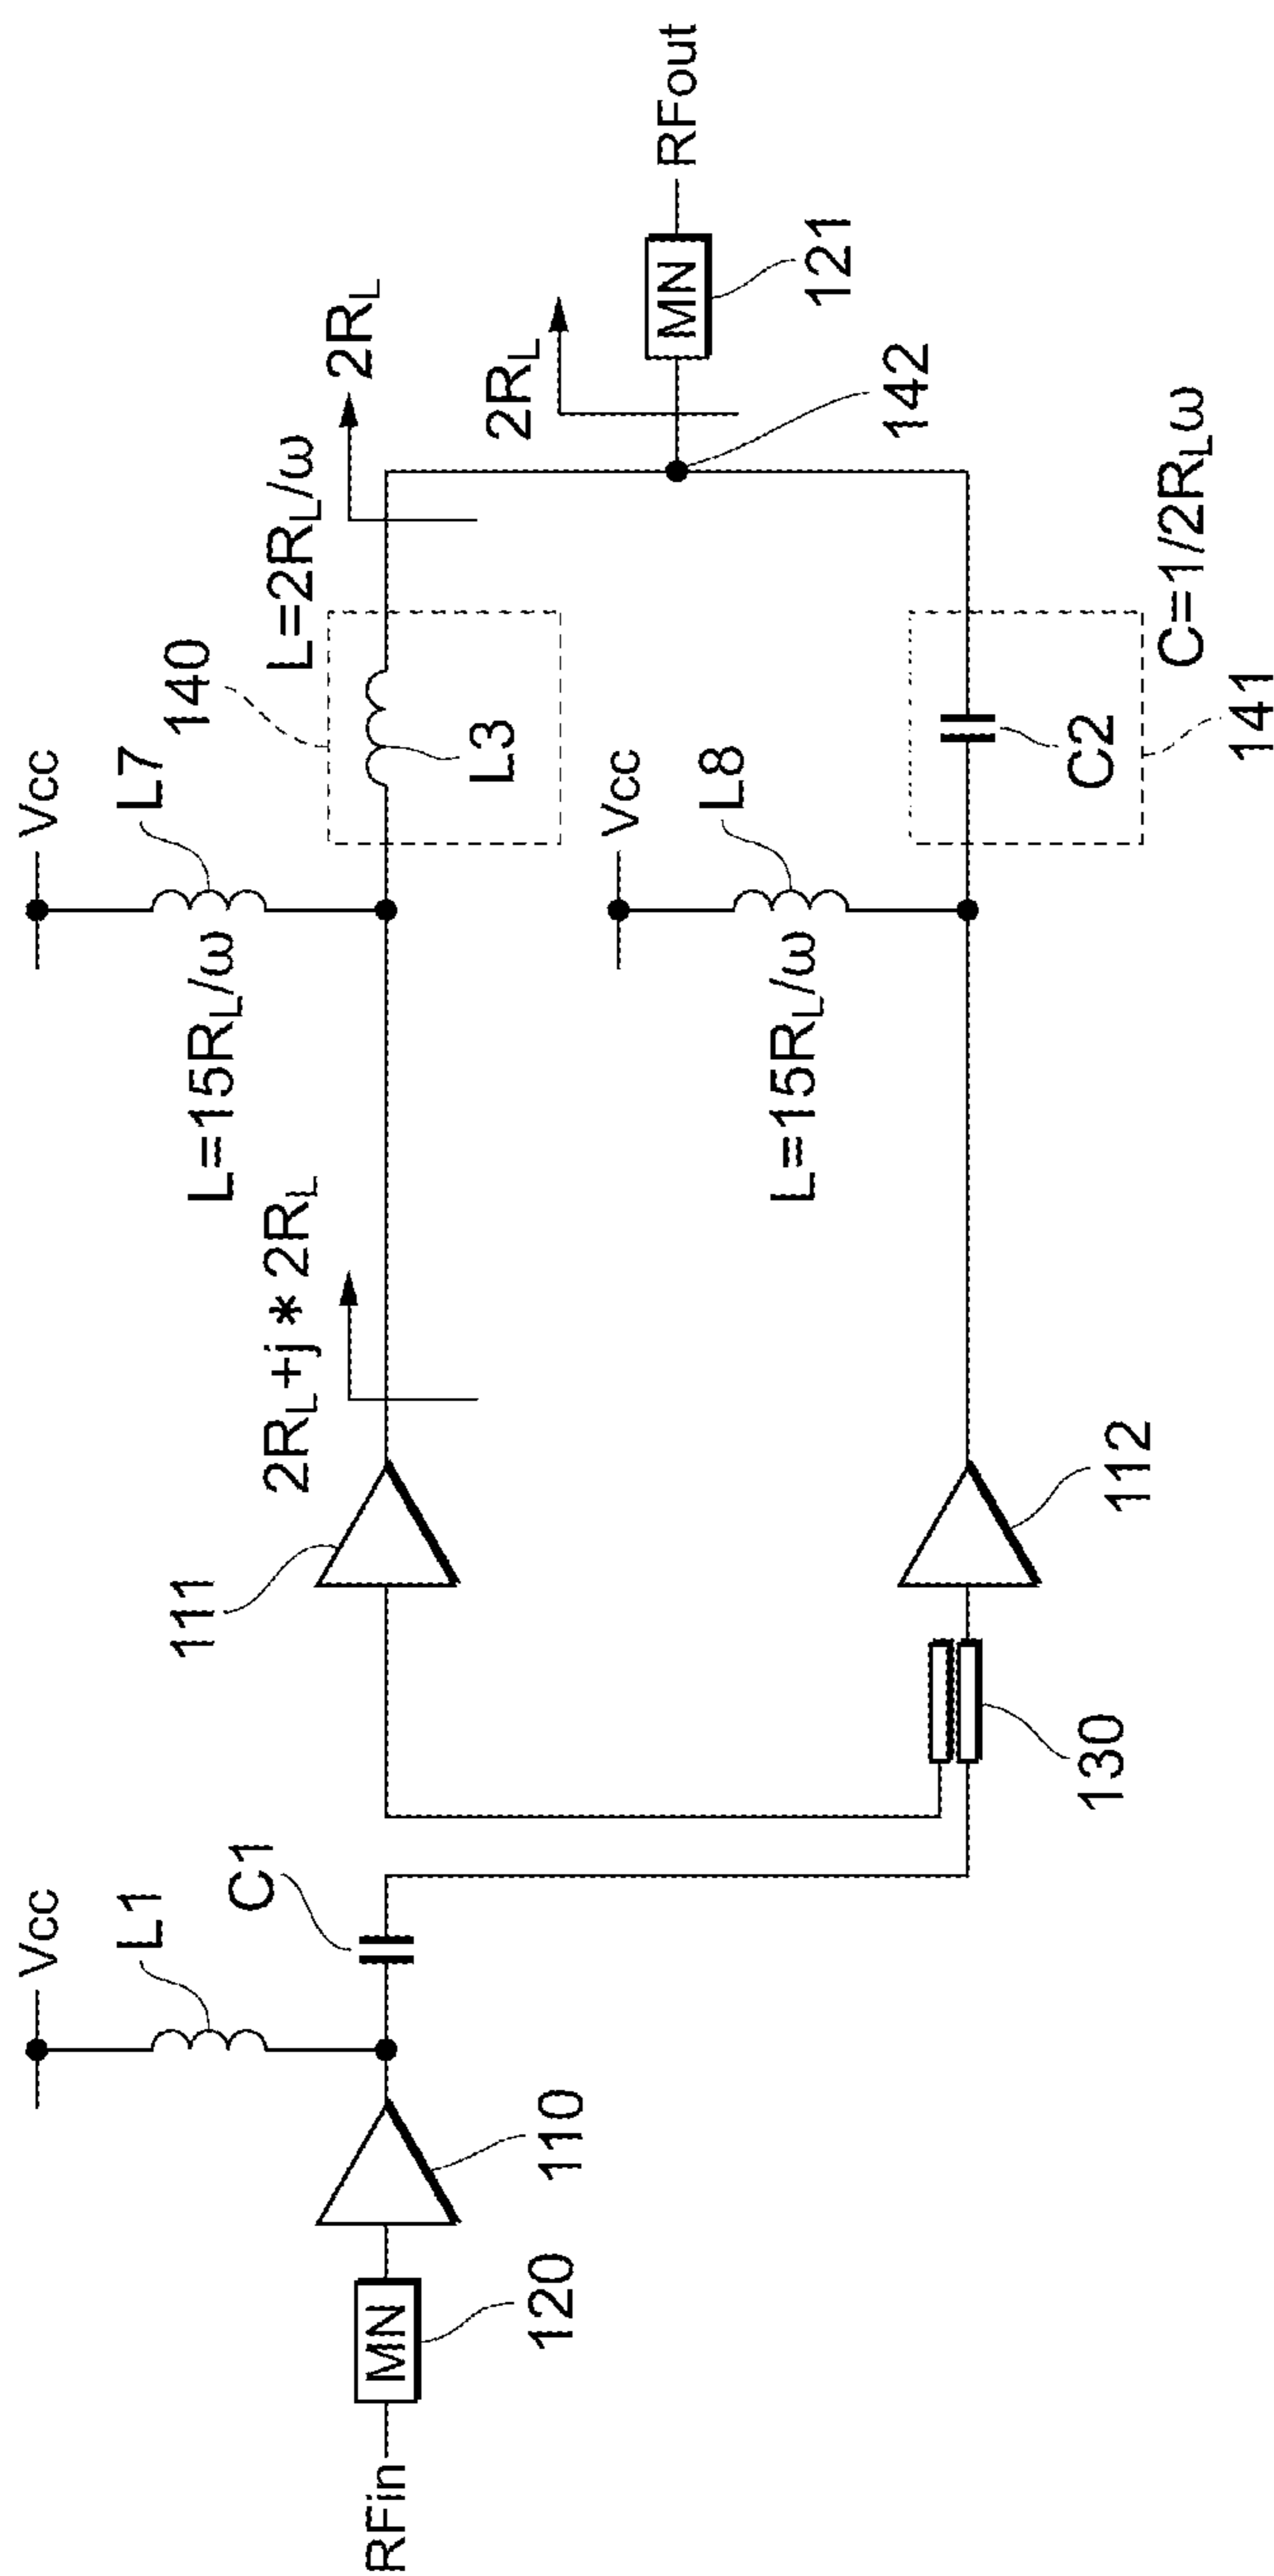 RFin
MN
120
110
Vcc
L1
C1
130
111
112
2RL+j*2RL
Vcc
L7
L=15RL/ω
140
L3
L=2RL/ω
2RL
Vcc
L8
L=15RL/ω
C2
141
C=1/2RLω
142
2RL
MN
121
RFout